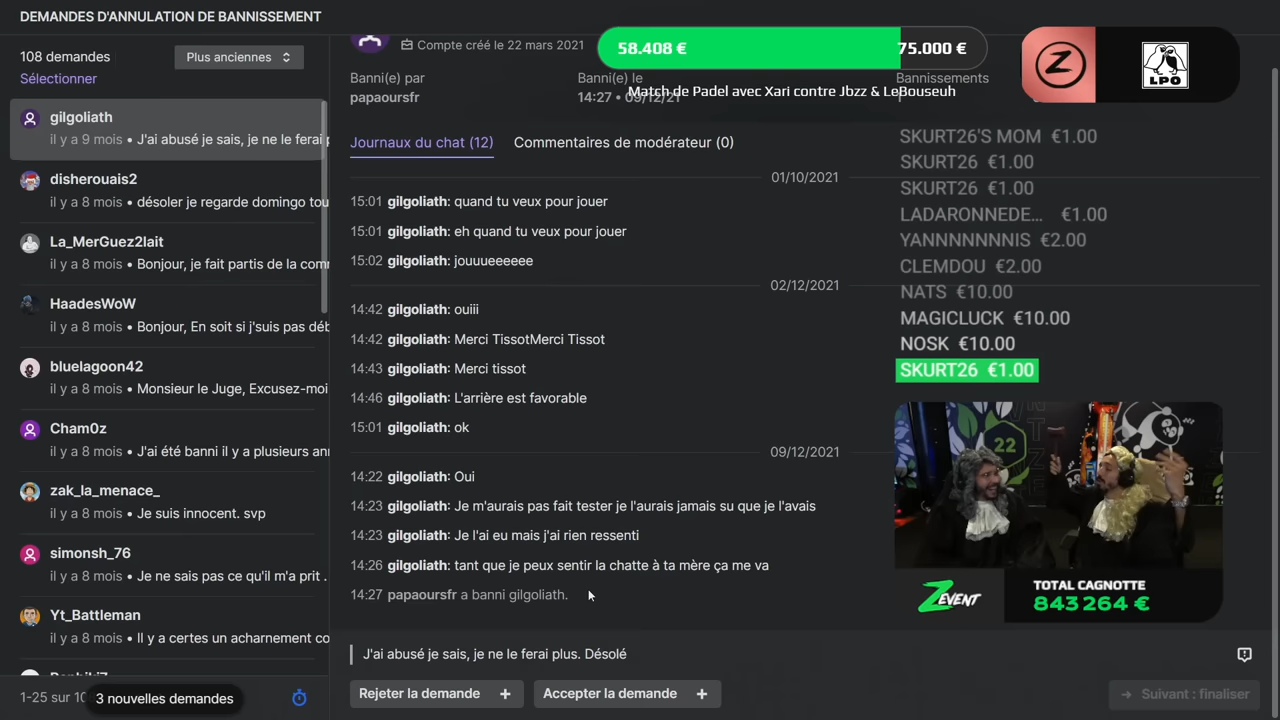 DEMANDES D'ANNULATION DE BANNISSEMENT
108 demandes
Plus anciennes
Sélectionner
gilgoliath
il y a 9 mois • J'ai abusé je sais, je ne le ferai
disherouais2
il y a 8 mois • désoler je regarde domingo tou
La_MerGuez2lait
il y a 8 mois • Bonjour, je fait partis de la com
HaadesWoW
il y a 8 mois • Bonjour, En soit si j'suis pas déb
bluelagoon42
il y a 8 mois • Monsieur le Juge, Excusez-moi
Cham0z
il y a 8 mois • J'ai été banni il y a plusieurs ann
zak_la_menace_
il y a 8 mois • Je suis innocent. svp
simonsh_76
il y a 8 mois • Je ne sais pas ce qu'il m'a prit .
Yt_Battleman
il y a 8 mois • Il y a certes un acharnement co
1-25 sur 10
3 nouvelles demandes
Compte créé le 22 mars 2021
Banni(e) par
papaoursfr
Banni(e) le
14:27 • 09/12/21
Bannissements
58.408 €
75.000 €
Match de Padel avec Xari contre Jbzz & LeBouseuh
LPO
Journaux du chat (12)
Commentaires de modérateur (0)
01/10/2021
15:01 gilgoliath: quand tu veux pour jouer
15:01 gilgoliath: eh quand tu veux pour jouer
15:02 gilgoliath: jouuueeeeee
02/12/2021
14:42 gilgoliath: ouiii
14:42 gilgoliath: Merci TissotMerci Tissot
14:43 gilgoliath: Merci tissot
14:46 gilgoliath: L'arrière est favorable
15:01 gilgoliath: ok
09/12/2021
14:22 gilgoliath: Oui
14:23 gilgoliath: Je m'aurais pas fait tester je l'aurais jamais su que je l'avais
14:23 gilgoliath: Je l'ai eu mais j'ai rien ressenti
14:26 gilgoliath: tant que je peux sentir la chatte à ta mère ça me va
14:27 papaoursfr a banni gilgoliath.
SKURT26'S MOM €1.00
SKURT26 €1.00
SKURT26 €1.00
LADARONNEDE... €1.00
YANNNNNNNIS €2.00
CLEMDOU €2.00
NATS €10.00
MAGICLUCK €10.00
NOSK €10.00
SKURT26 €1.00
22
ZEVENT
TOTAL CAGNOTTE
843 264 €
J'ai abusé je sais, je ne le ferai plus. Désolé
Rejeter la demande +
Accepter la demande +
Suivant : finaliser